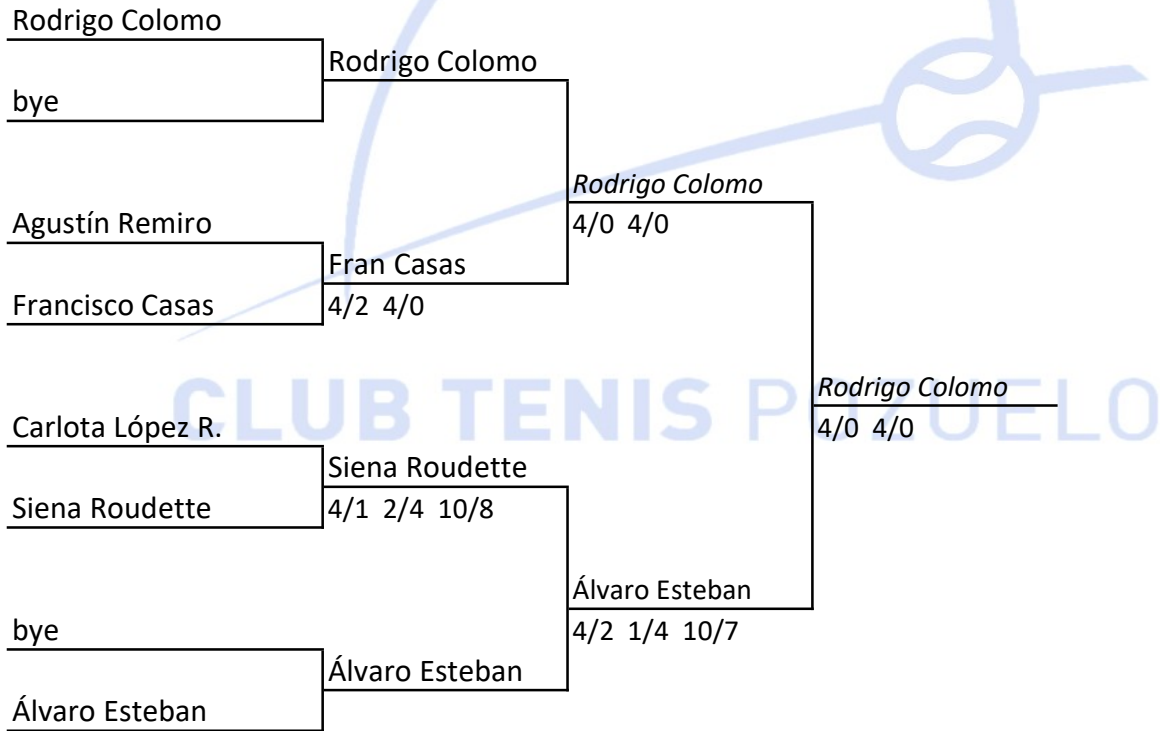 Rodrigo Colomo
Rodrigo Colomo
bye
Rodrigo Colomo
Agustín Remiro
4/0 4/0
Fran Casas
Francisco Casas
4/2 4/0
Rodrigo Colomo
CLUB TENIS POZUELO
Carlota López R.
4/0 4/0
Siena Roudette
Siena Roudette
4/1 2/4 10/8
Álvaro Esteban
bye
4/2 1/4 10/7
Álvaro Esteban
Álvaro Esteban